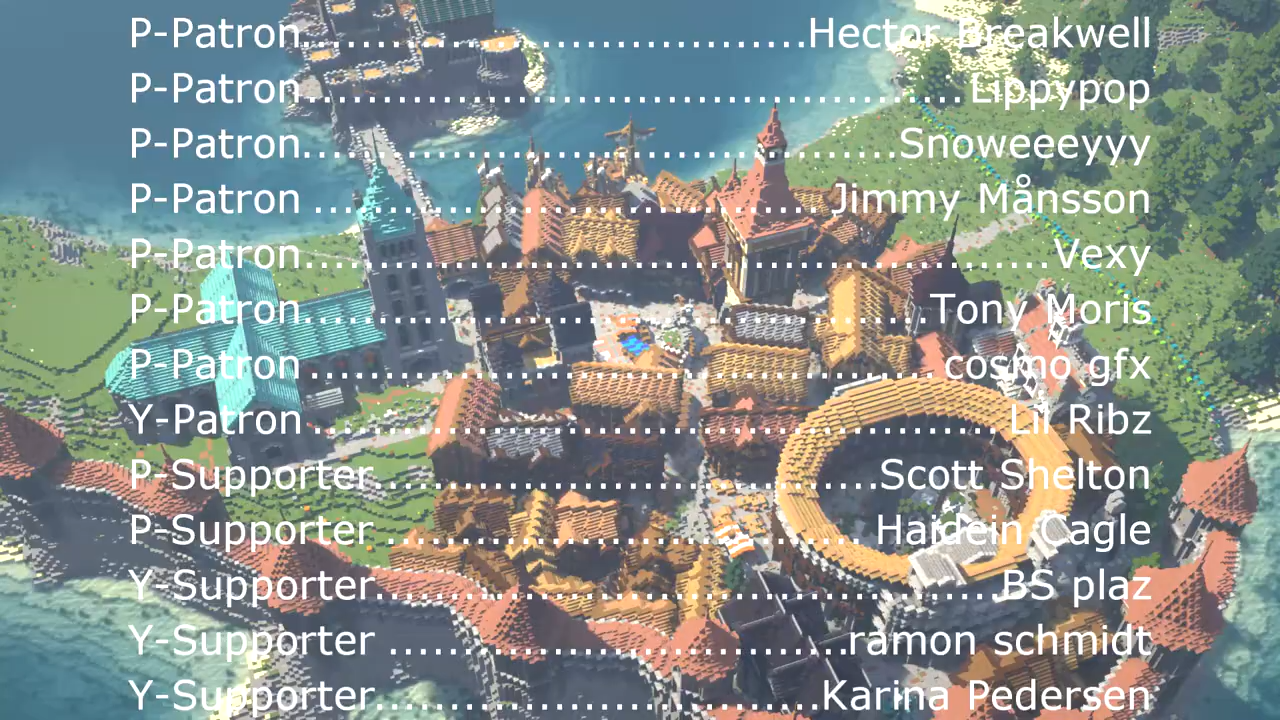 P-Patron..................................Hector Breakwell
P-Patron............................................Lippypop
P-Patron........................................Snoweeeyyy
P-Patron ..................................Jimmy Månsson
P-Patron..................................................Vexy
P-Patron..........................................Tony Moris
P-Patron ..........................................cosmo gfx
Y-Patron ..............................................Lil Ribz
P-Supporter.................................Scott Shelton
P-Supporter ................................Haidein Cagle
Y-Supporter..........................................BS plaz
Y-Supporter ...............................ramon schmidt
Y-Supporter..............................Karina Pedersen